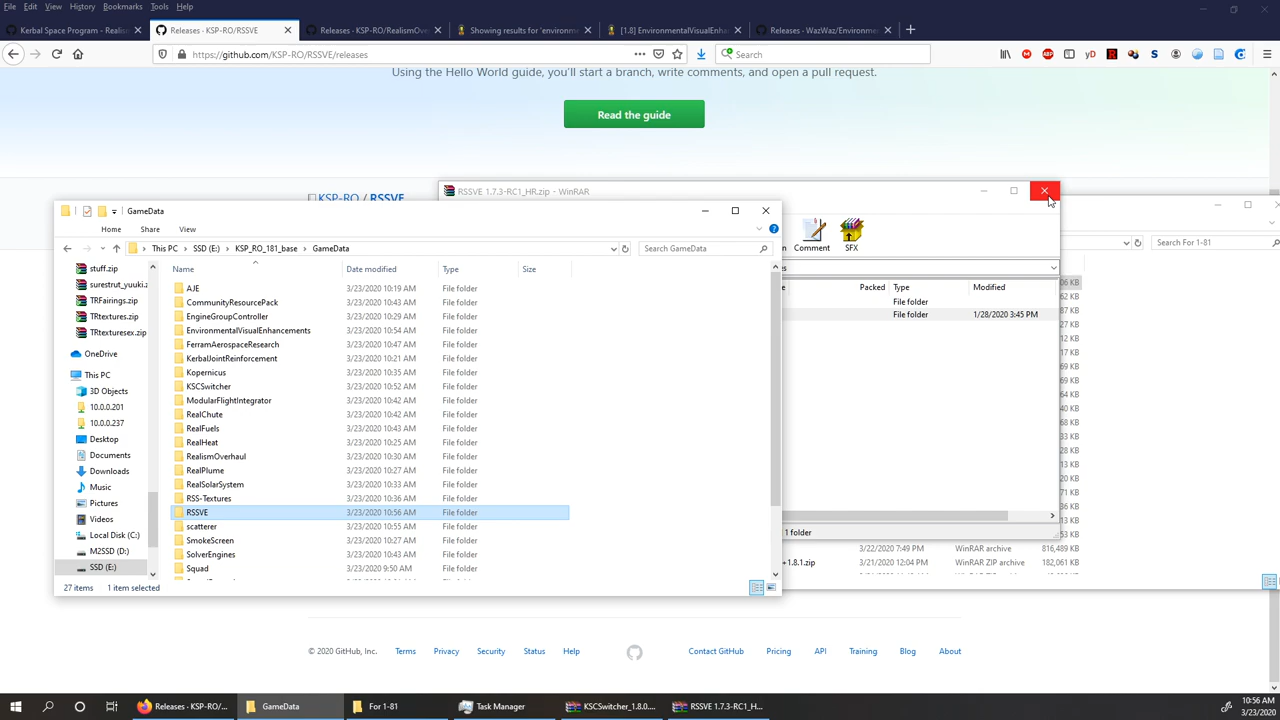 File Edit View History Bookmarks Tools Help
Kerbal Space Program - Realis
Releases - KSP-RO/RSSVE
Releases - KSP-RO/RealismOve
Showing results for 'environme
[1.8] EnvironmentalVisualEnha
Releases - WazWaz/Environme
https://github.com/KSP-RO/RSSVE/releases
Search
Using the Hello World guide, you'll start a branch, write comments, and open a pull request.
Read the guide
KSP-RO / RSSVE
RSSVE 1.7.3-RC1_HR.zip - WinRAR
GameData
Home Share View
This PC > SSD (E:) > KSP_RO_181_base > GameData
Search GameData
Comment SFX
Search For 1-81
Name Date modified Type Size
Packed Type Modified
stuff.zip
surestrut_yuuki.z
TRFairings.zip
TRtextures.zip
TRtexturesex.zip
OneDrive
This PC
3D Objects
10.0.0.201
10.0.0.237
Desktop
Documents
Downloads
Music
Pictures
Videos
Local Disk (C:)
M2SSD (D:)
SSD (E:)
AJE 3/23/2020 10:19 AM File folder
CommunityResourcePack 3/23/2020 10:43 AM File folder
EngineGroupController 3/23/2020 10:29 AM File folder
EnvironmentalVisualEnhancements 3/23/2020 10:54 AM File folder
FerramAerospaceResearch 3/23/2020 10:47 AM File folder
KerbalJointReinforcement 3/23/2020 10:21 AM File folder
Kopernicus 3/23/2020 10:35 AM File folder
KSCSwitcher 3/23/2020 10:52 AM File folder
ModularFlightIntegrator 3/23/2020 10:42 AM File folder
RealChute 3/23/2020 10:42 AM File folder
RealFuels 3/23/2020 10:43 AM File folder
RealHeat 3/23/2020 10:25 AM File folder
RealismOverhaul 3/23/2020 10:30 AM File folder
RealPlume 3/23/2020 10:27 AM File folder
RealSolarSystem 3/23/2020 10:33 AM File folder
RSS-Textures 3/23/2020 10:36 AM File folder
RSSVE 3/23/2020 10:56 AM File folder
scatterer 3/23/2020 10:55 AM File folder
SmokeScreen 3/23/2020 10:27 AM File folder
SolverEngines 3/23/2020 10:43 AM File folder
Squad 3/23/2020 9:50 AM File folder
27 items 1 item selected
File folder
File folder 1/28/2020 3:45 PM
1 folder
3/22/2020 7:49 PM WinRAR archive 816,489 KB
+1.8.1.zip 3/21/2020 12:04 PM WinRAR ZIP archive 182,061 KB
© 2020 GitHub, Inc. Terms Privacy Security Status Help Contact GitHub Pricing API Training Blog About
Releases - KSP-RO/...
GameData
For 1-81
Task Manager
KSCSwitcher_1.8.0....
RSSVE 1.7.3-RC1_H...
10:56 AM
3/23/2020